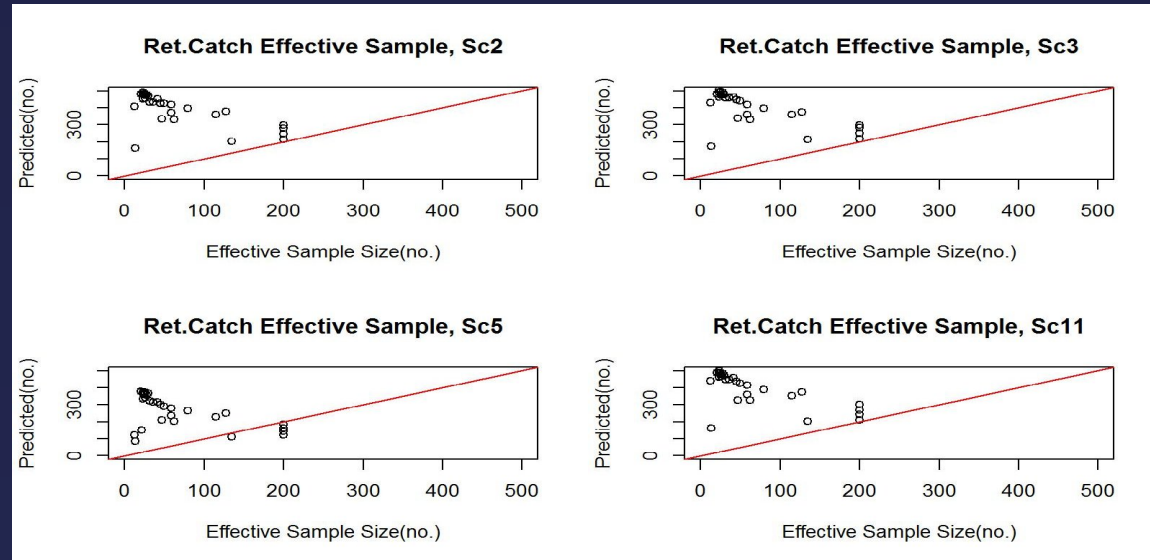 Ret.Catch Effective Sample, Sc2
Predicted(no.)
300
0
0 100 200 300 400 500
Effective Sample Size(no.)
Ret.Catch Effective Sample, Sc3
Predicted(no.)
300
0
0 100 200 300 400 500
Effective Sample Size(no.)
Ret.Catch Effective Sample, Sc5
Predicted(no.)
300
0
0 100 200 300 400 500
Effective Sample Size(no.)
Ret.Catch Effective Sample, Sc11
Predicted(no.)
300
0
0 100 200 300 400 500
Effective Sample Size(no.)